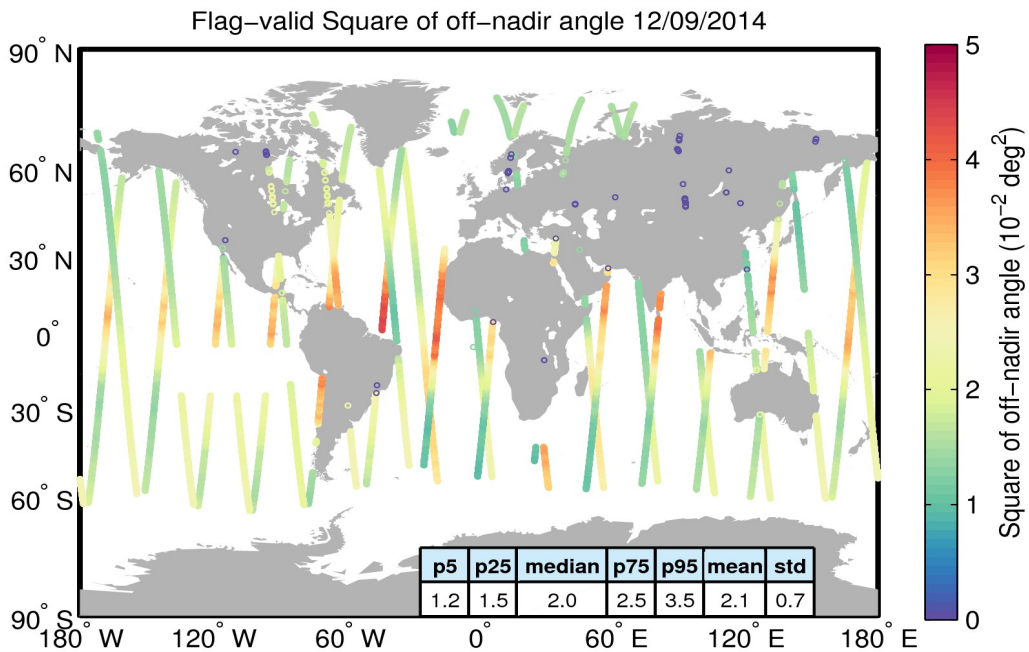 Flag−valid Square of off−nadir angle 12/09/2014
90° N
60° N
30° N
0°
30° S
60° S
90° S
180° W 120° W 60° W 0° 60° E 120° E 180° E
p5 p25 median p75 p95 mean std
1.2 1.5 2.0 2.5 3.5 2.1 0.7
5
4
3
2
1
0
Square of off−nadir angle (10⁻² deg²)